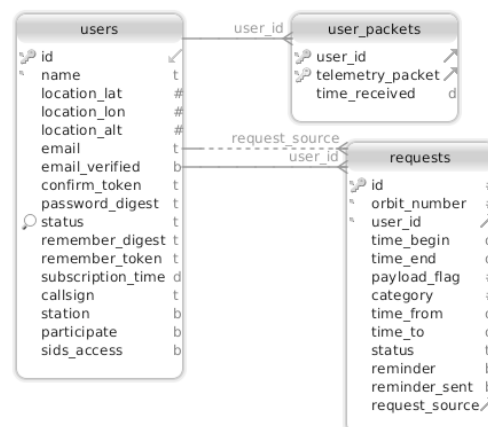 users
id
name t
location_lat #
location_lon #
location_alt #
email t
email_verified b
confirm_token t
password_digest t
status t
remember_digest t
remember_token t
subscription_time d
callsign t
station b
participate b
sids_access b
user_id
user_packets
user_id
telemetry_packet
time_received d
request_source
user_id
requests
id
orbit_number
user_id
time_begin
time_end
payload_flag
category
time_from
time_to
status t
reminder
reminder_sent
request_source